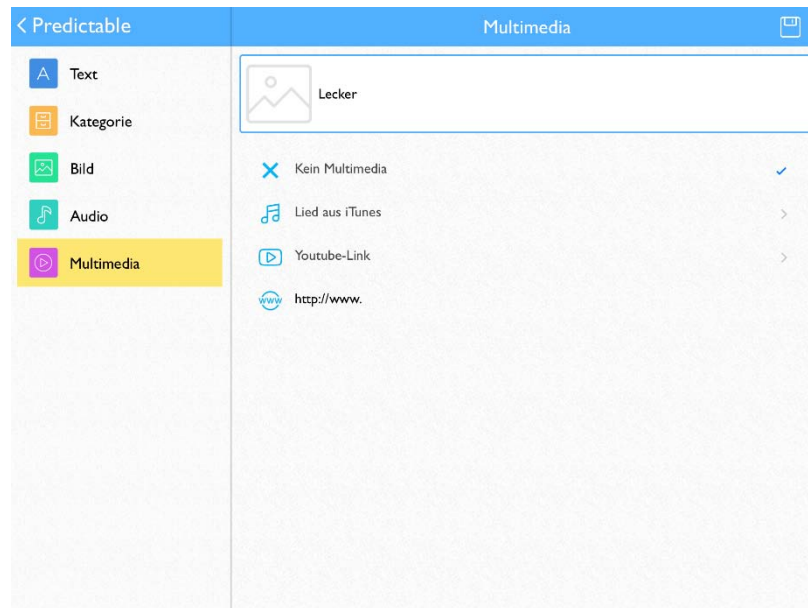 Predictable
Multimedia
A Text
Kategorie
Bild
Audio
Multimedia
Lecker
Kein Multimedia
Lied aus iTunes
Youtube-Link
www http://www.